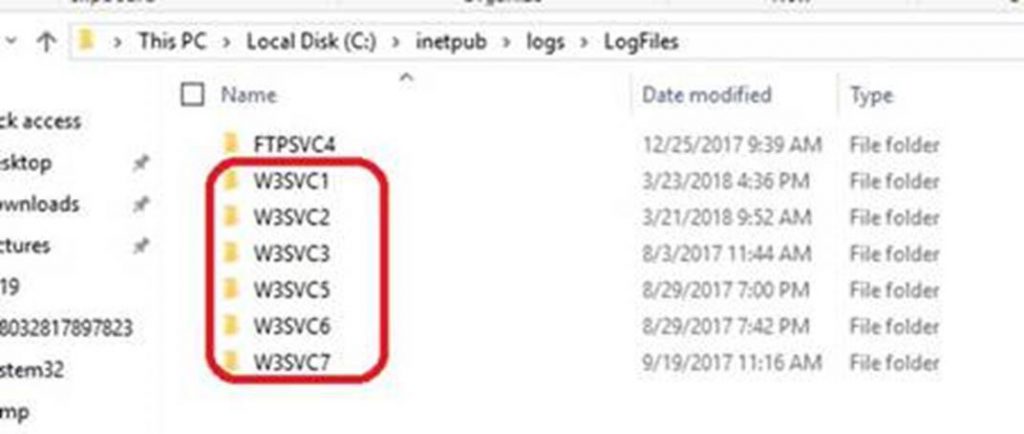 This PC > Local Disk (C:) > inetpub > logs > LogFiles
Name Date modified Type
ck access
FTPSVC4 12/25/2017 9:39 AM File folder
sktop
W3SVC1 3/23/2018 4:36 PM File folder
ownloads
W3SVC2 3/21/2018 9:52 AM File folder
ctures
W3SVC3 8/3/2017 11:44 AM File folder
19
W3SVC5 8/29/2017 7:00 PM File folder
8032817897823
W3SVC6 8/29/2017 7:42 PM File folder
stem32
W3SVC7 9/19/2017 11:16 AM File folder
mp